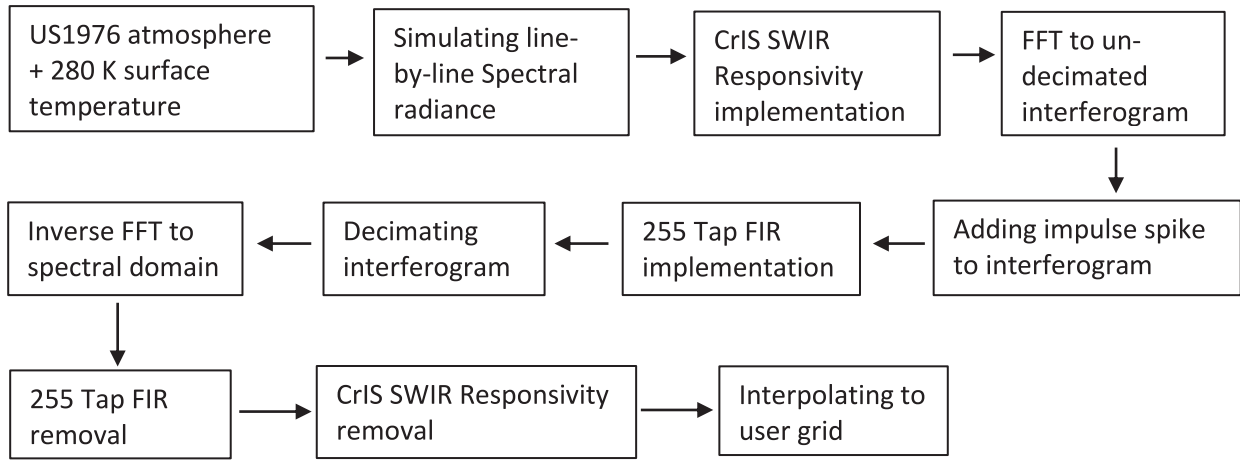 US1976 atmosphere
+ 280 K surface
temperature
Simulating line-
by-line Spectral
radiance
CrIS SWIR
Responsivity
implementation
FFT to un-
decimated
interferogram
Adding impulse spike
to interferogram
255 Tap FIR
implementation
Decimating
interferogram
Inverse FFT to
spectral domain
255 Tap FIR
removal
CrIS SWIR Responsivity
removal
Interpolating to
user grid